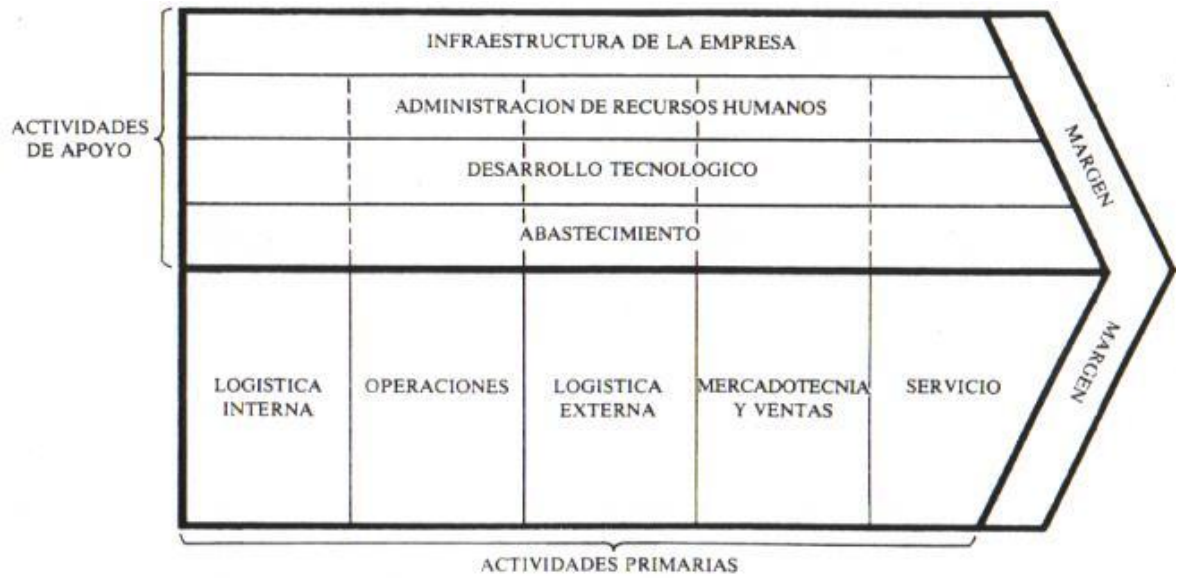 INFRAESTRUCTURA DE LA EMPRESA
ADMINISTRACION DE RECURSOS HUMANOS
ACTIVIDADES
DE APOYO
DESARROLLO TECNOLOGICO
ABASTECIMIENTO
MARGEN
LOGISTICA
INTERNA
OPERACIONES
LOGISTICA
EXTERNA
MERCADOTECNIA
Y VENTAS
SERVICIO
MARGEN
ACTIVIDADES PRIMARIAS